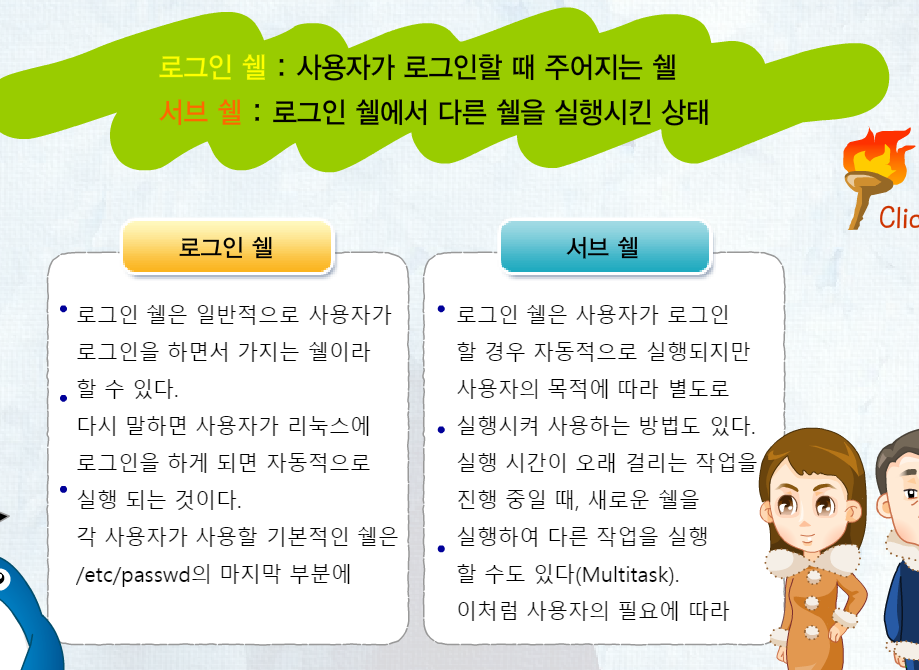 로그인 쉘 : 사용자가 로그인할 때 주어지는 쉘
서브 쉘 : 로그인 쉘에서 다른 쉘을 실행시킨 상태
로그인 쉘
로그인 쉘은 일반적으로 사용자가
로그인을 하면서 가지는 쉘이라
할 수 있다.
다시 말하면 사용자가 리눅스에
로그인을 하게 되면 자동적으로
실행 되는 것이다.
각 사용자가 사용할 기본적인 쉘은
/etc/passwd의 마지막 부분에
서브 쉘
로그인 쉘은 사용자가 로그인
할 경우 자동적으로 실행되지만
사용자의 목적에 따라 별도로
실행시켜 사용하는 방법도 있다.
실행 시간이 오래 걸리는 작업을
진행 중일 때, 새로운 쉘을
실행하여 다른 작업을 실행
할 수도 있다(Multitask).
이처럼 사용자의 필요에 따라